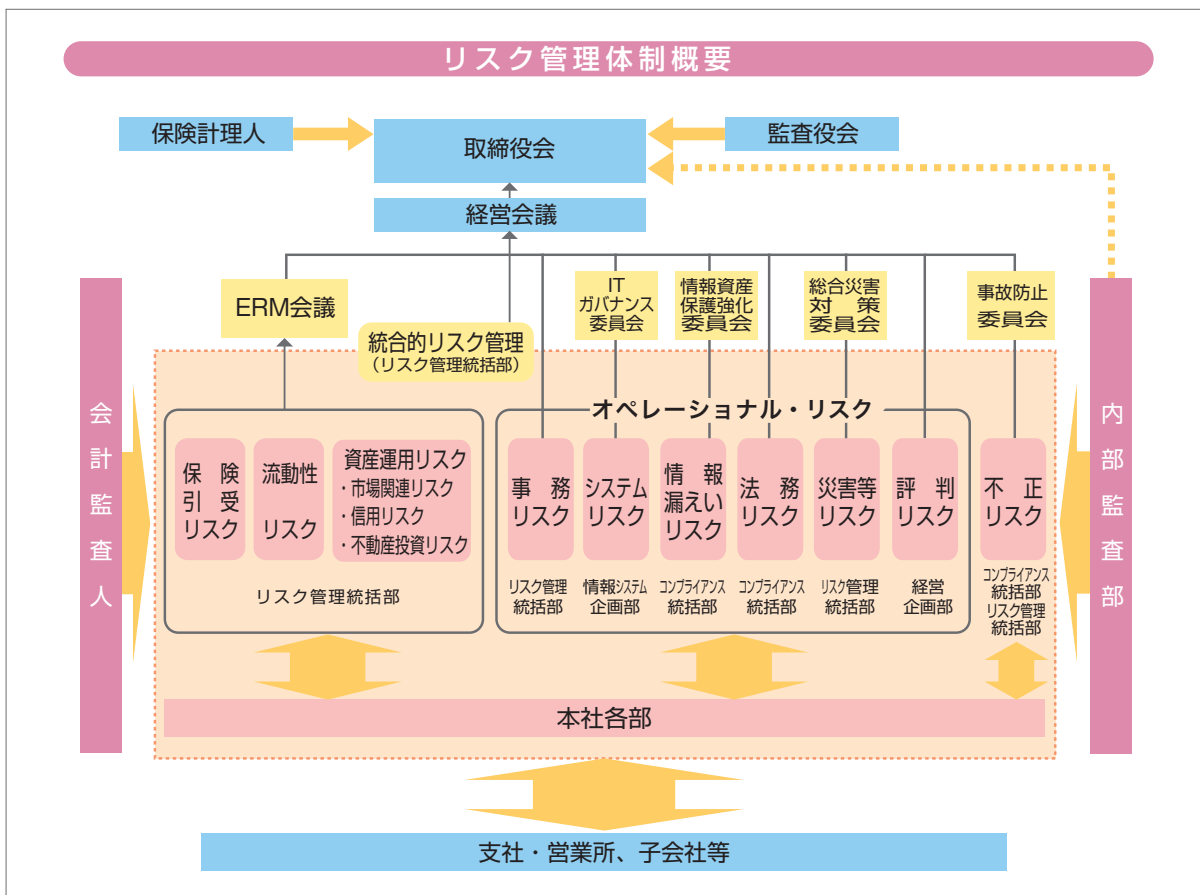 リスク管理体制概要
保険計理人
取締役会
監査役会
経営会議
ERM会議
統合的リスク管理
(リスク管理統括部)
IT
ガバナンス
委員会
情報資産
保護強化
委員会
総合災害
対策
委員会
事故防止
委員会
会計監査人
内部監査部
オペレーショナル・リスク
保険
引受
リスク
流動性
リスク
資産運用リスク
・市場関連リスク
・信用リスク
・不動産投資リスク
リスク管理統括部
事務
リスク
システム
リスク
情報
漏えい
リスク
法務
リスク
災害等
リスク
評判
リスク
不正
リスク
リスク管理
統括部
情報システム
企画部
コンプライアンス
統括部
コンプライアンス
統括部
リスク管理
統括部
経営
企画部
コンプライアンス
統括部
リスク管理
統括部
本社各部
支社・営業所、子会社等